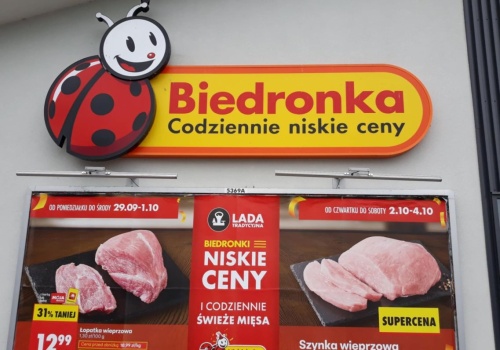 Biedronka
Codziennie niskie ceny
5369A
OD PONIEDZIAŁKU DO ŚRODY 29.09-1.10
LADA
TRADYCYJNA
OD CZWARTKU DO SOBOTY 2.10-4.10
BIEDRONKI
NISKIE
CENY
I CODZIENNIE
ŚWIEŻE MIĘSA
31% TANIEJ
12 99
Łopatka wieprzowa
SUPERCENA
Szynka wieprzowa